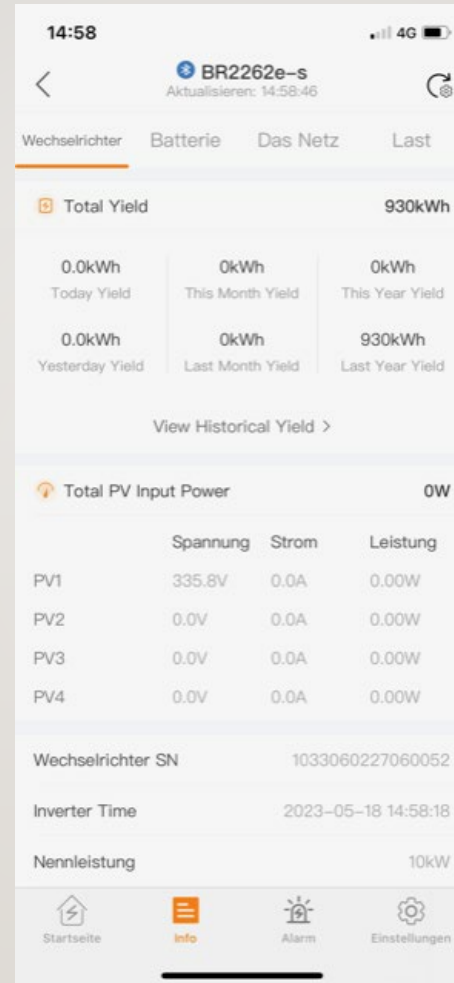 14:58
4G
BR2262e-s
Aktualisieren: 14:58:46
Wechselrichter Batterie Das Netz Last
Total Yield 930kWh
0.0kWh 0kWh 0kWh
Today Yield This Month Yield This Year Yield
0.0kWh 0kWh 930kWh
Yesterday Yield Last Month Yield Last Year Yield
View Historical Yield >
Total PV Input Power 0W
Spannung Strom Leistung
PV1 335.8V 0.0A 0.00W
PV2 0.0V 0.0A 0.00W
PV3 0.0V 0.0A 0.00W
PV4 0.0V 0.0A 0.00W
Wechselrichter SN 1033060227060052
Inverter Time 2023-05-18 14:58:18
Nennleistung 10kW
Startseite Info Alarm Einstellungen